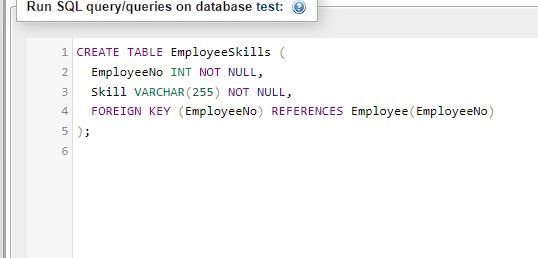 Run SQL query/queries on database test:
1 CREATE TABLE EmployeeSkills (
2 EmployeeNo INT NOT NULL,
3 Skill VARCHAR(255) NOT NULL,
4 FOREIGN KEY (EmployeeNo) REFERENCES Employee(EmployeeNo)
5 );
6